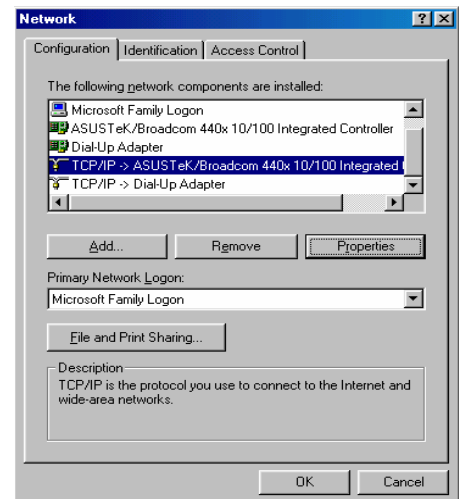 Network
Configuration Identification Access Control
The following network components are installed:
Microsoft Family Logon
ASUSTeK/Broadcom 440x 10/100 Integrated Controller
Dial-Up Adapter
TCP/IP -> ASUSTeK/Broadcom 440x 10/100 Integrated
TCP/IP -> Dial-Up Adapter
Add... Remove Properties
Primary Network Logon:
Microsoft Family Logon
File and Print Sharing...
Description
TCP/IP is the protocol you use to connect to the Internet and
wide-area networks.
OK Cancel